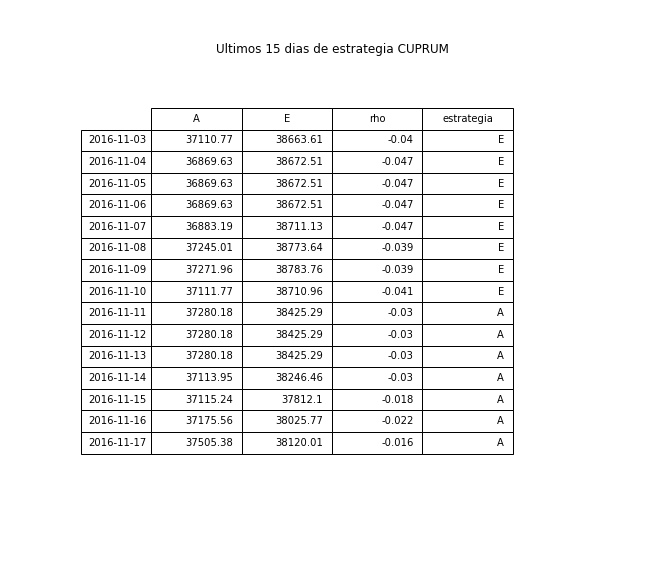 Ultimos 15 dias de estrategia CUPRUM
A E rho estrategia
2016-11-03 37110.77 38663.61 -0.04 E
2016-11-04 36869.63 38672.51 -0.047 E
2016-11-05 36869.63 38672.51 -0.047 E
2016-11-06 36869.63 38672.51 -0.047 E
2016-11-07 36883.19 38711.13 -0.047 E
2016-11-08 37245.01 38773.64 -0.039 E
2016-11-09 37271.96 38783.76 -0.039 E
2016-11-10 37111.77 38710.96 -0.041 E
2016-11-11 37280.18 38425.29 -0.03 A
2016-11-12 37280.18 38425.29 -0.03 A
2016-11-13 37280.18 38425.29 -0.03 A
2016-11-14 37113.95 38246.46 -0.03 A
2016-11-15 37115.24 37812.1 -0.018 A
2016-11-16 37175.56 38025.77 -0.022 A
2016-11-17 37505.38 38120.01 -0.016 A